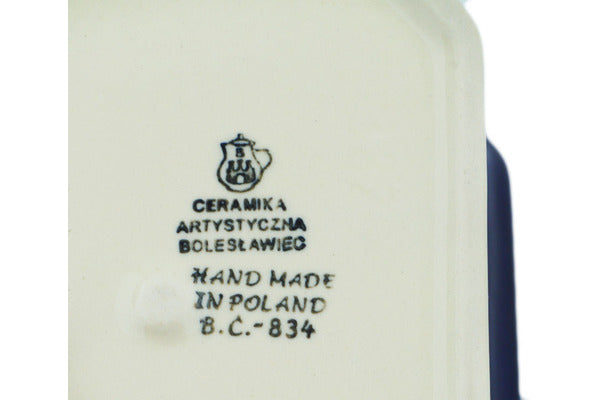 B
CERAMIKA
ARTYSTYCZNA
BOLESŁAWIEC
HAND MADE
IN POLAND
B.C.-834